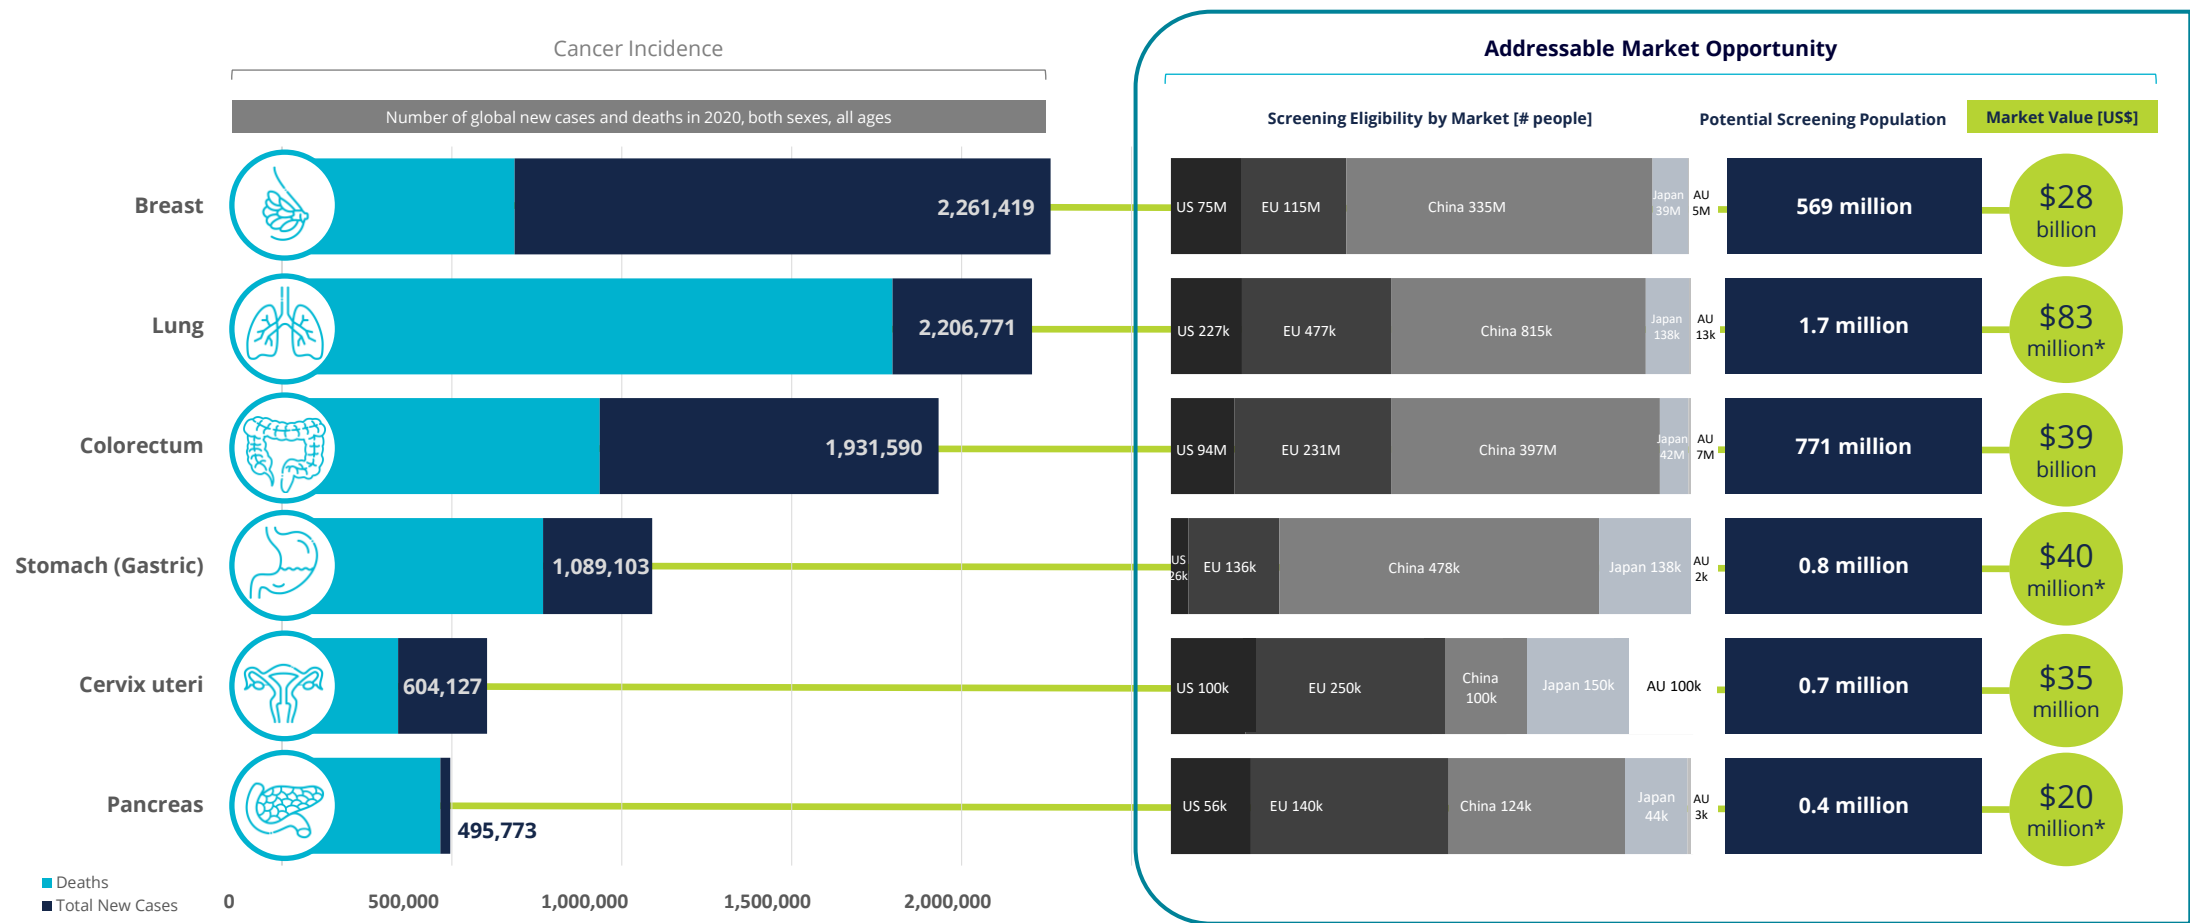 Cancer Incidence
Addressable Market Opportunity
Number of global new cases and deaths in 2020, both sexes, all ages
Screening Eligibility by Market [# people]
Potential Screening Population
Market Value [US$]
Breast
2,261,419
US 75M
EU 115M
China 335M
Japan
39M
AU
5M
569 million
$28
billion
Lung
2,206,771
US 227k
EU 477k
China 815k
Japan
138k
AU
13k
1.7 million
$83
million*
Colorectum
1,931,590
US 94M
EU 231M
China 397M
Japan
42M
AU
7M
771 million
$39
billion
Stomach (Gastric)
1,089,103
US
26k
EU 136k
China 478k
Japan 138k
AU
2k
0.8 million
$40
million*
Cervix uteri
604,127
US 100k
EU 250k
China
100k
Japan 150k
AU 100k
0.7 million
$35
million
Pancreas
495,773
US 56k
EU 140k
China 124k
Japan
44k
AU
3k
0.4 million
$20
million*
Deaths
Total New Cases
0
500,000
1,000,000
1,500,000
2,000,000